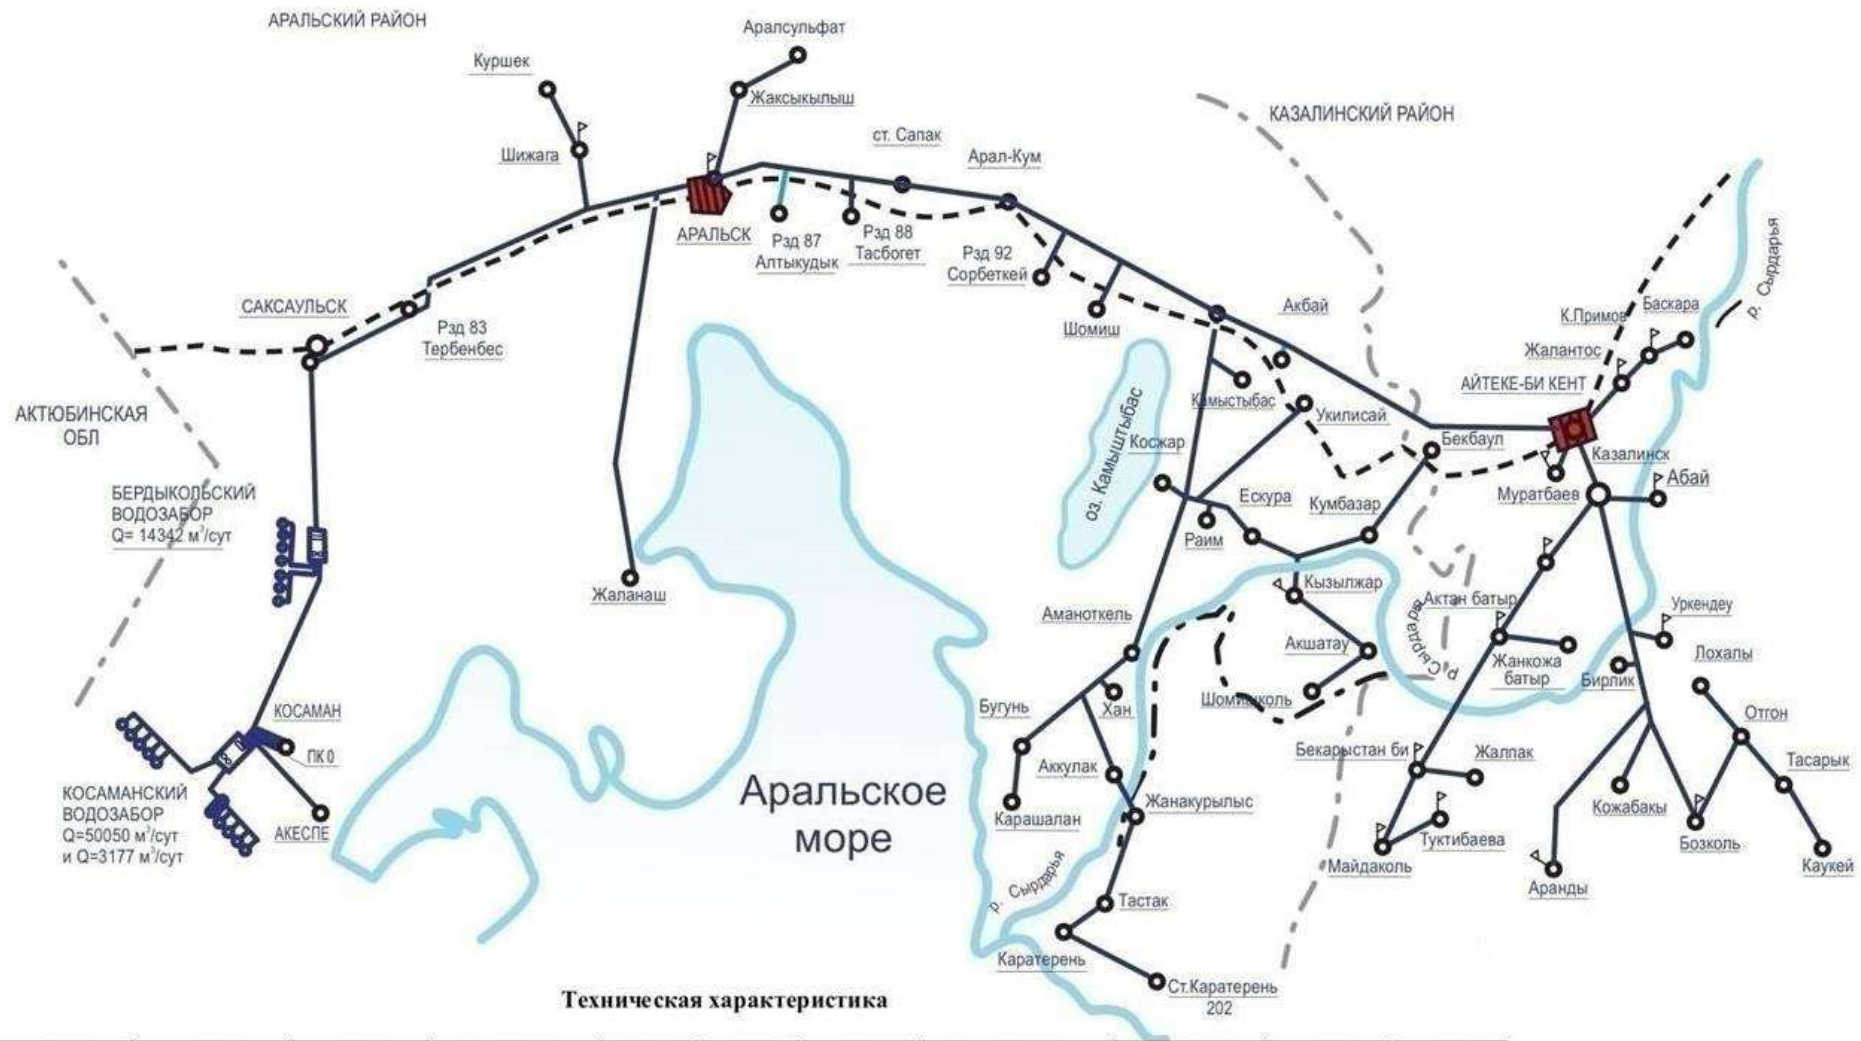 АРАЛЬСКИЙ РАЙОН
Аралсульфат
Куршек
Жаксыкылыш
КАЗАЛИНСКИЙ РАЙОН
ст. Сапак
Шижага
Арал-Кум
АРАЛЬСК
Рзд 87
Алтыкудык
Рзд 88
Тасбогет
Рзд 92
Сорбеткей
р. Сырдарья
САКСАУЛЬСК
Рзд 83
Тербенбес
Шомиш
Акбай
К.Примов
Баскара
Жалантос
АЙТЕКЕ-БИ КЕНТ
АКТЮБИНСКАЯ
ОБЛ
Камыстыбас
Укилисай
оз. Камыштыбас
Косжар
Бекбаул
Казалинск
Абай
Муратбаев
БЕРДЫКОЛЬСКИЙ
ВОДОЗАБОР
Q= 14342 м³/сут
Ескура
Кумбазар
Раим
Жаланаш
Кызылжар
Актан батыр
р. Сырдарья
Уркендеу
Аманоткель
Акшатау
Жанкожа
батыр
Бирлик
Лохалы
Шомишколь
Бугунь
Хан
КОСАМАН
ПК 0
Отгон
Бекарыстан би
Жалпак
Тасарык
Аккулак
КОСАМАНСКИЙ
ВОДОЗАБОР
Q=50050 м³/сут
и Q=3177 м³/сут
АКЕСПЕ
Аральское
море
Карашалан
Жанакурылыс
Кожабакы
Туктибаева
Бозколь
Майдаколь
Каукей
Аранды
р. Сырдарья
Тастак
Каратерень
Ст.Каратерень
202
Техническая характеристика